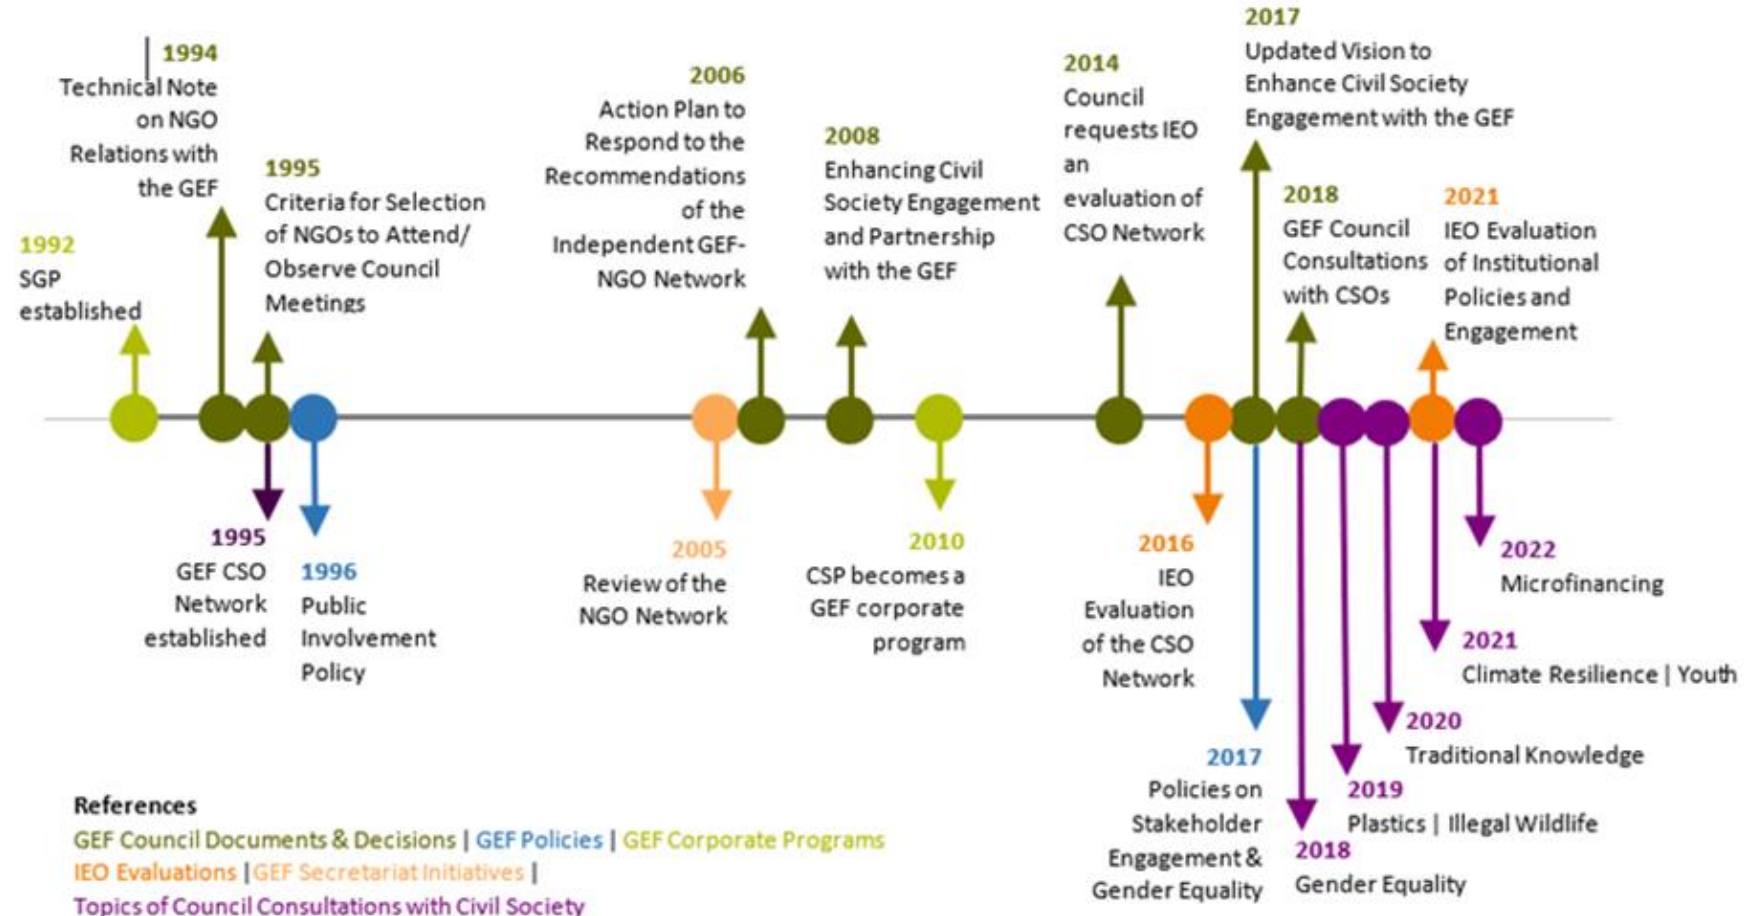 1992
SGP
established
1994
Technical Note
on NGO
Relations with
the GEF
1995
Criteria for Selection
of NGOs to Attend/
Observe Council
Meetings
1995
GEF CSO
Network
established
1996
Public
Involvement
Policy
2005
Review of the
NGO Network
2006
Action Plan to
Respond to the
Recommendations
of the
Independent GEF-
NGO Network
2008
Enhancing Civil
Society Engagement
and Partnership
with the GEF
2010
CSP becomes a
GEF corporate
program
2014
Council
requests IEO
an
evaluation of
CSO Network
2016
IEO
Evaluation
of the CSO
Network
2017
Updated Vision to
Enhance Civil Society
Engagement with the GEF
2017
Policies on
Stakeholder
Engagement &
Gender Equality
2018
GEF Council
Consultations
with CSOs
2018
Gender Equality
2019
Plastics | Illegal Wildlife
2020
Traditional Knowledge
2021
IEO Evaluation
of Institutional
Policies and
Engagement
2021
Climate Resilience | Youth
2022
Microfinancing
References
GEF Council Documents & Decisions | GEF Policies | GEF Corporate Programs
IEO Evaluations | GEF Secretariat Initiatives |
Topics of Council Consultations with Civil Society